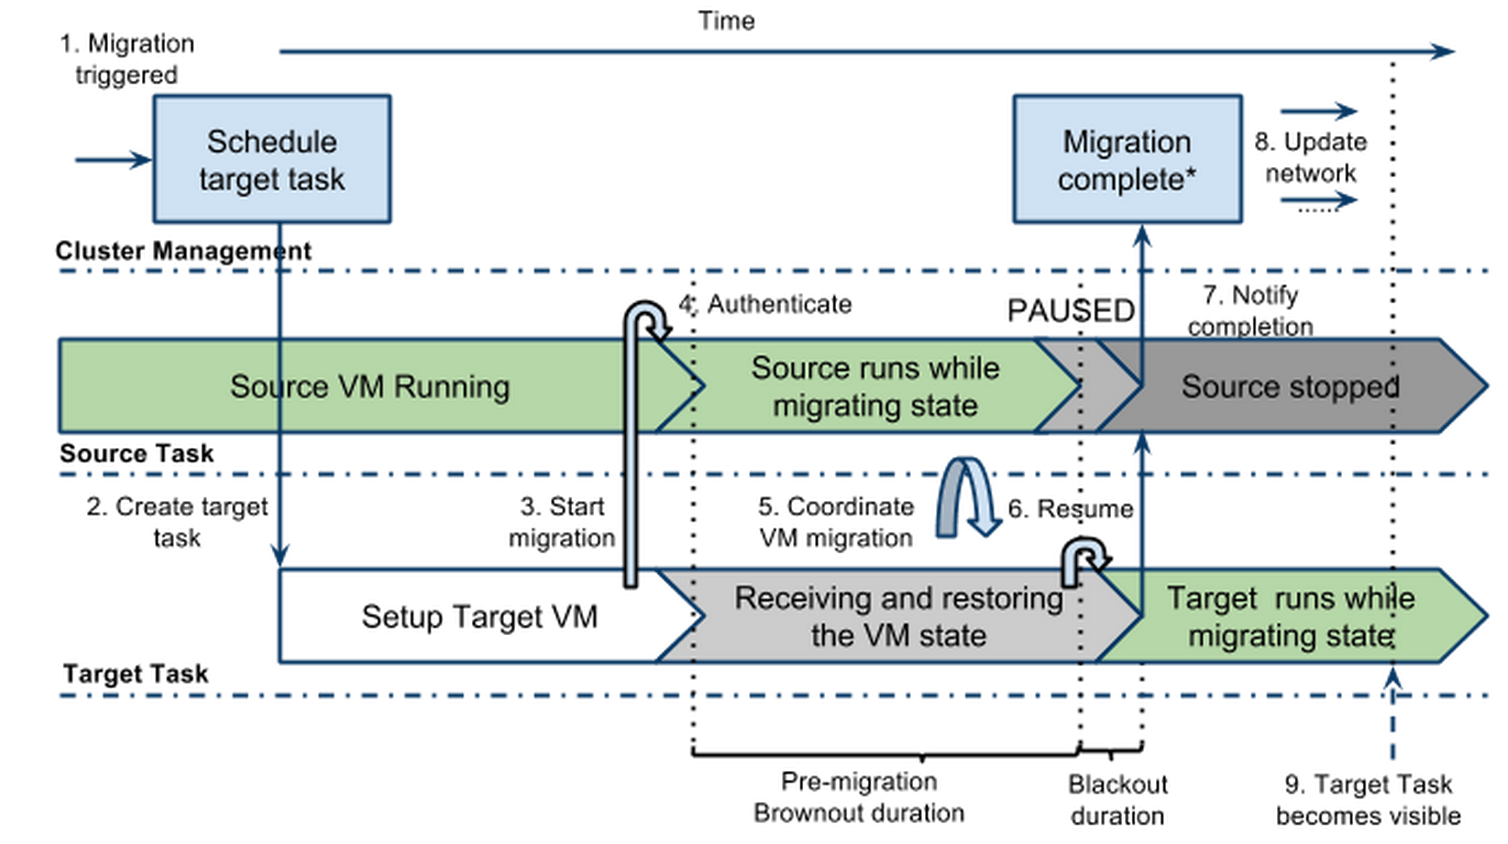 Time
1. Migration
triggered
Schedule
target task
Migration
complete*
8. Update
network
......
Cluster Management
4. Authenticate
PAUSED
7. Notify
completion
Source VM Running
Source runs while
migrating state
Source stopped
Source Task
2. Create target
task
3. Start
migration
5. Coordinate
VM migration
6. Resume
Setup Target VM
Receiving and restoring
the VM state
Target runs while
migrating state
Target Task
Pre-migration
Brownout duration
Blackout
duration
9. Target Task
becomes visible